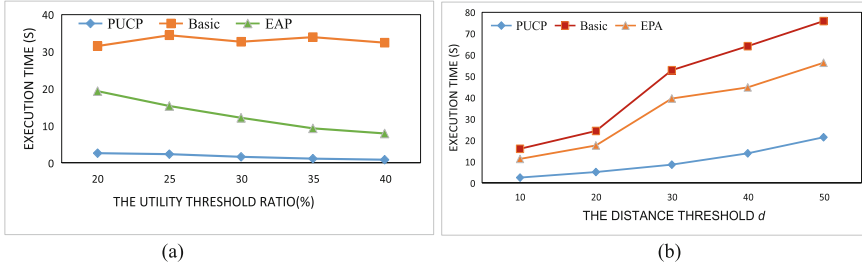 PUCP Basic EAP
EXECUTION TIME (S)
40
30
20
10
0
20 25 30 35 40
THE UTILITY THRESHOLD RATIO(%)
(a)
PUCP Basic EPA
EXECUTION TIME (S)
80
70
60
50
40
30
20
10
0
10 20 30 40 50
THE DISTANCE THRESHOLD d
(b)